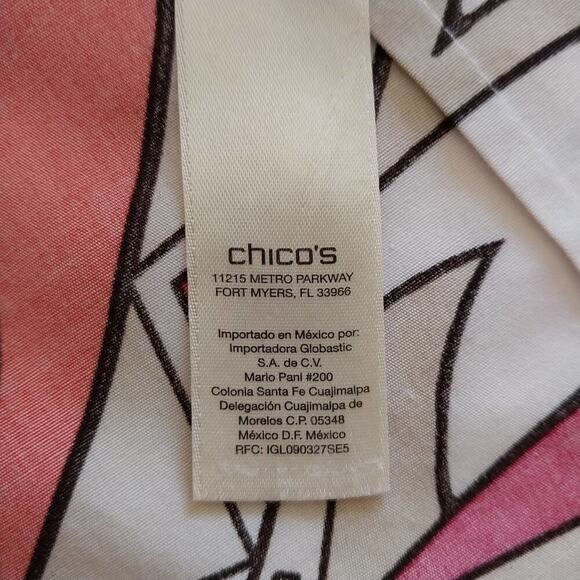 chico's
11215 METRO PARKWAY
FORT MYERS, FL 33966
Importado en México por:
Importadora Globastic
S.A. de C.V.
Mario Pani #200
Colonia Santa Fe Cuajimalpa
Delegación Cuajimalpa de
Morelos C.P. 05348
México D.F. México
RFC: IGL090327SE5